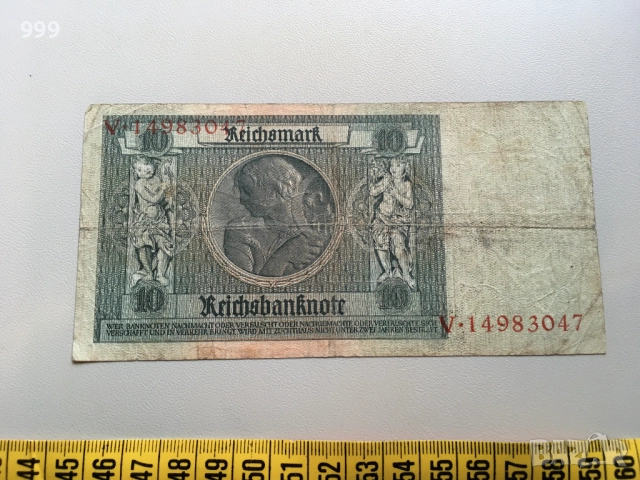 999
V·14983047
10 Reichsmark 10
10 Reichsbanknote 10
WER BANKNOTEN NACHMACHT ODER VERFÄLSCHT ODER NACHGEMACHTE ODER VERFÄLSCHTE SICH
VERSCHAFFT UND IN VERKEHR BRINGT, WIRD MIT ZUCHTHAUS NICHT UNTER ZWEI JAHREN BESTRAFT
V·14983047
44 45 46 47 48 49 50 51 52 53 54 55 56 57 58 59 60